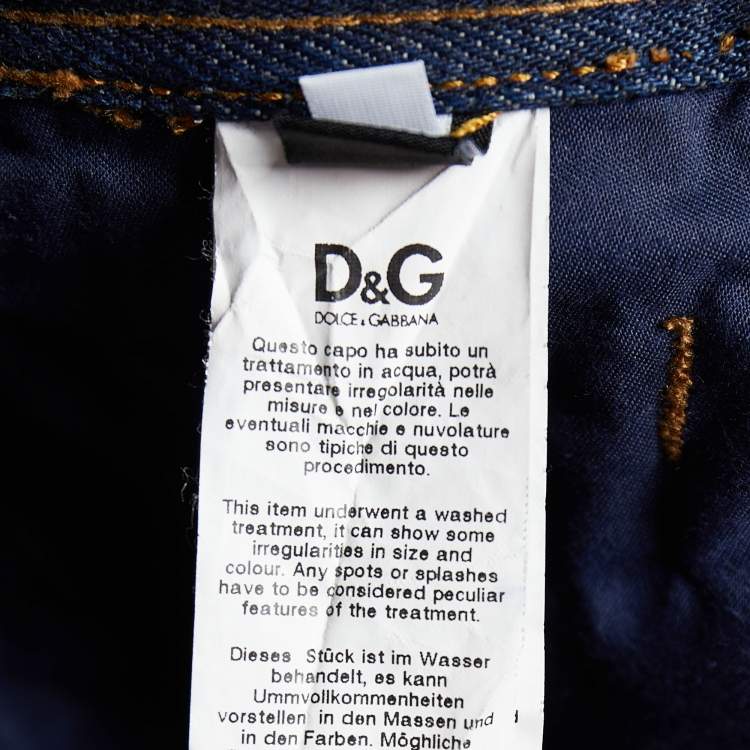 D&G
DOLCE & GABBANA
Questo capo ha subito un
trattamento in acqua, potrà
presentare irregolarità nelle
misure e nel colore. Le
eventuali macchie e nuvolature
sono tipiche di questo
procedimento.
This item underwent a washed
treatment, it can show some
irregularities in size and
colour. Any spots or splashes
have to be considered peculiar
features of the treatment.
Dieses Stück ist im Wasser
behandelt, es kann
Ummvollkommenheiten
vorstellen in den Massen und
in den Farben. Mögliche